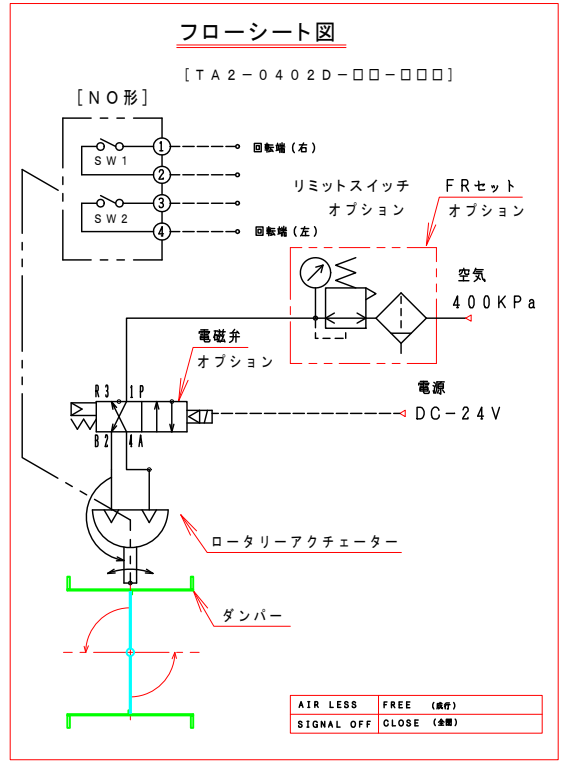 フローシート図
[TA2-0402D-□□-□□□]
[NO形]
SW1
1
2
SW2
3
4
回転端(右)
回転端(左)
リミットスイッチ
オプション
FRセット
オプション
空気
400KPa
電磁弁
オプション
R3 1P
B2 4A
電源
DC-24V
ロータリーアクチェーター
ダンパー
AIR LESS FREE
SIGNAL OFF CLOSE (全閉)